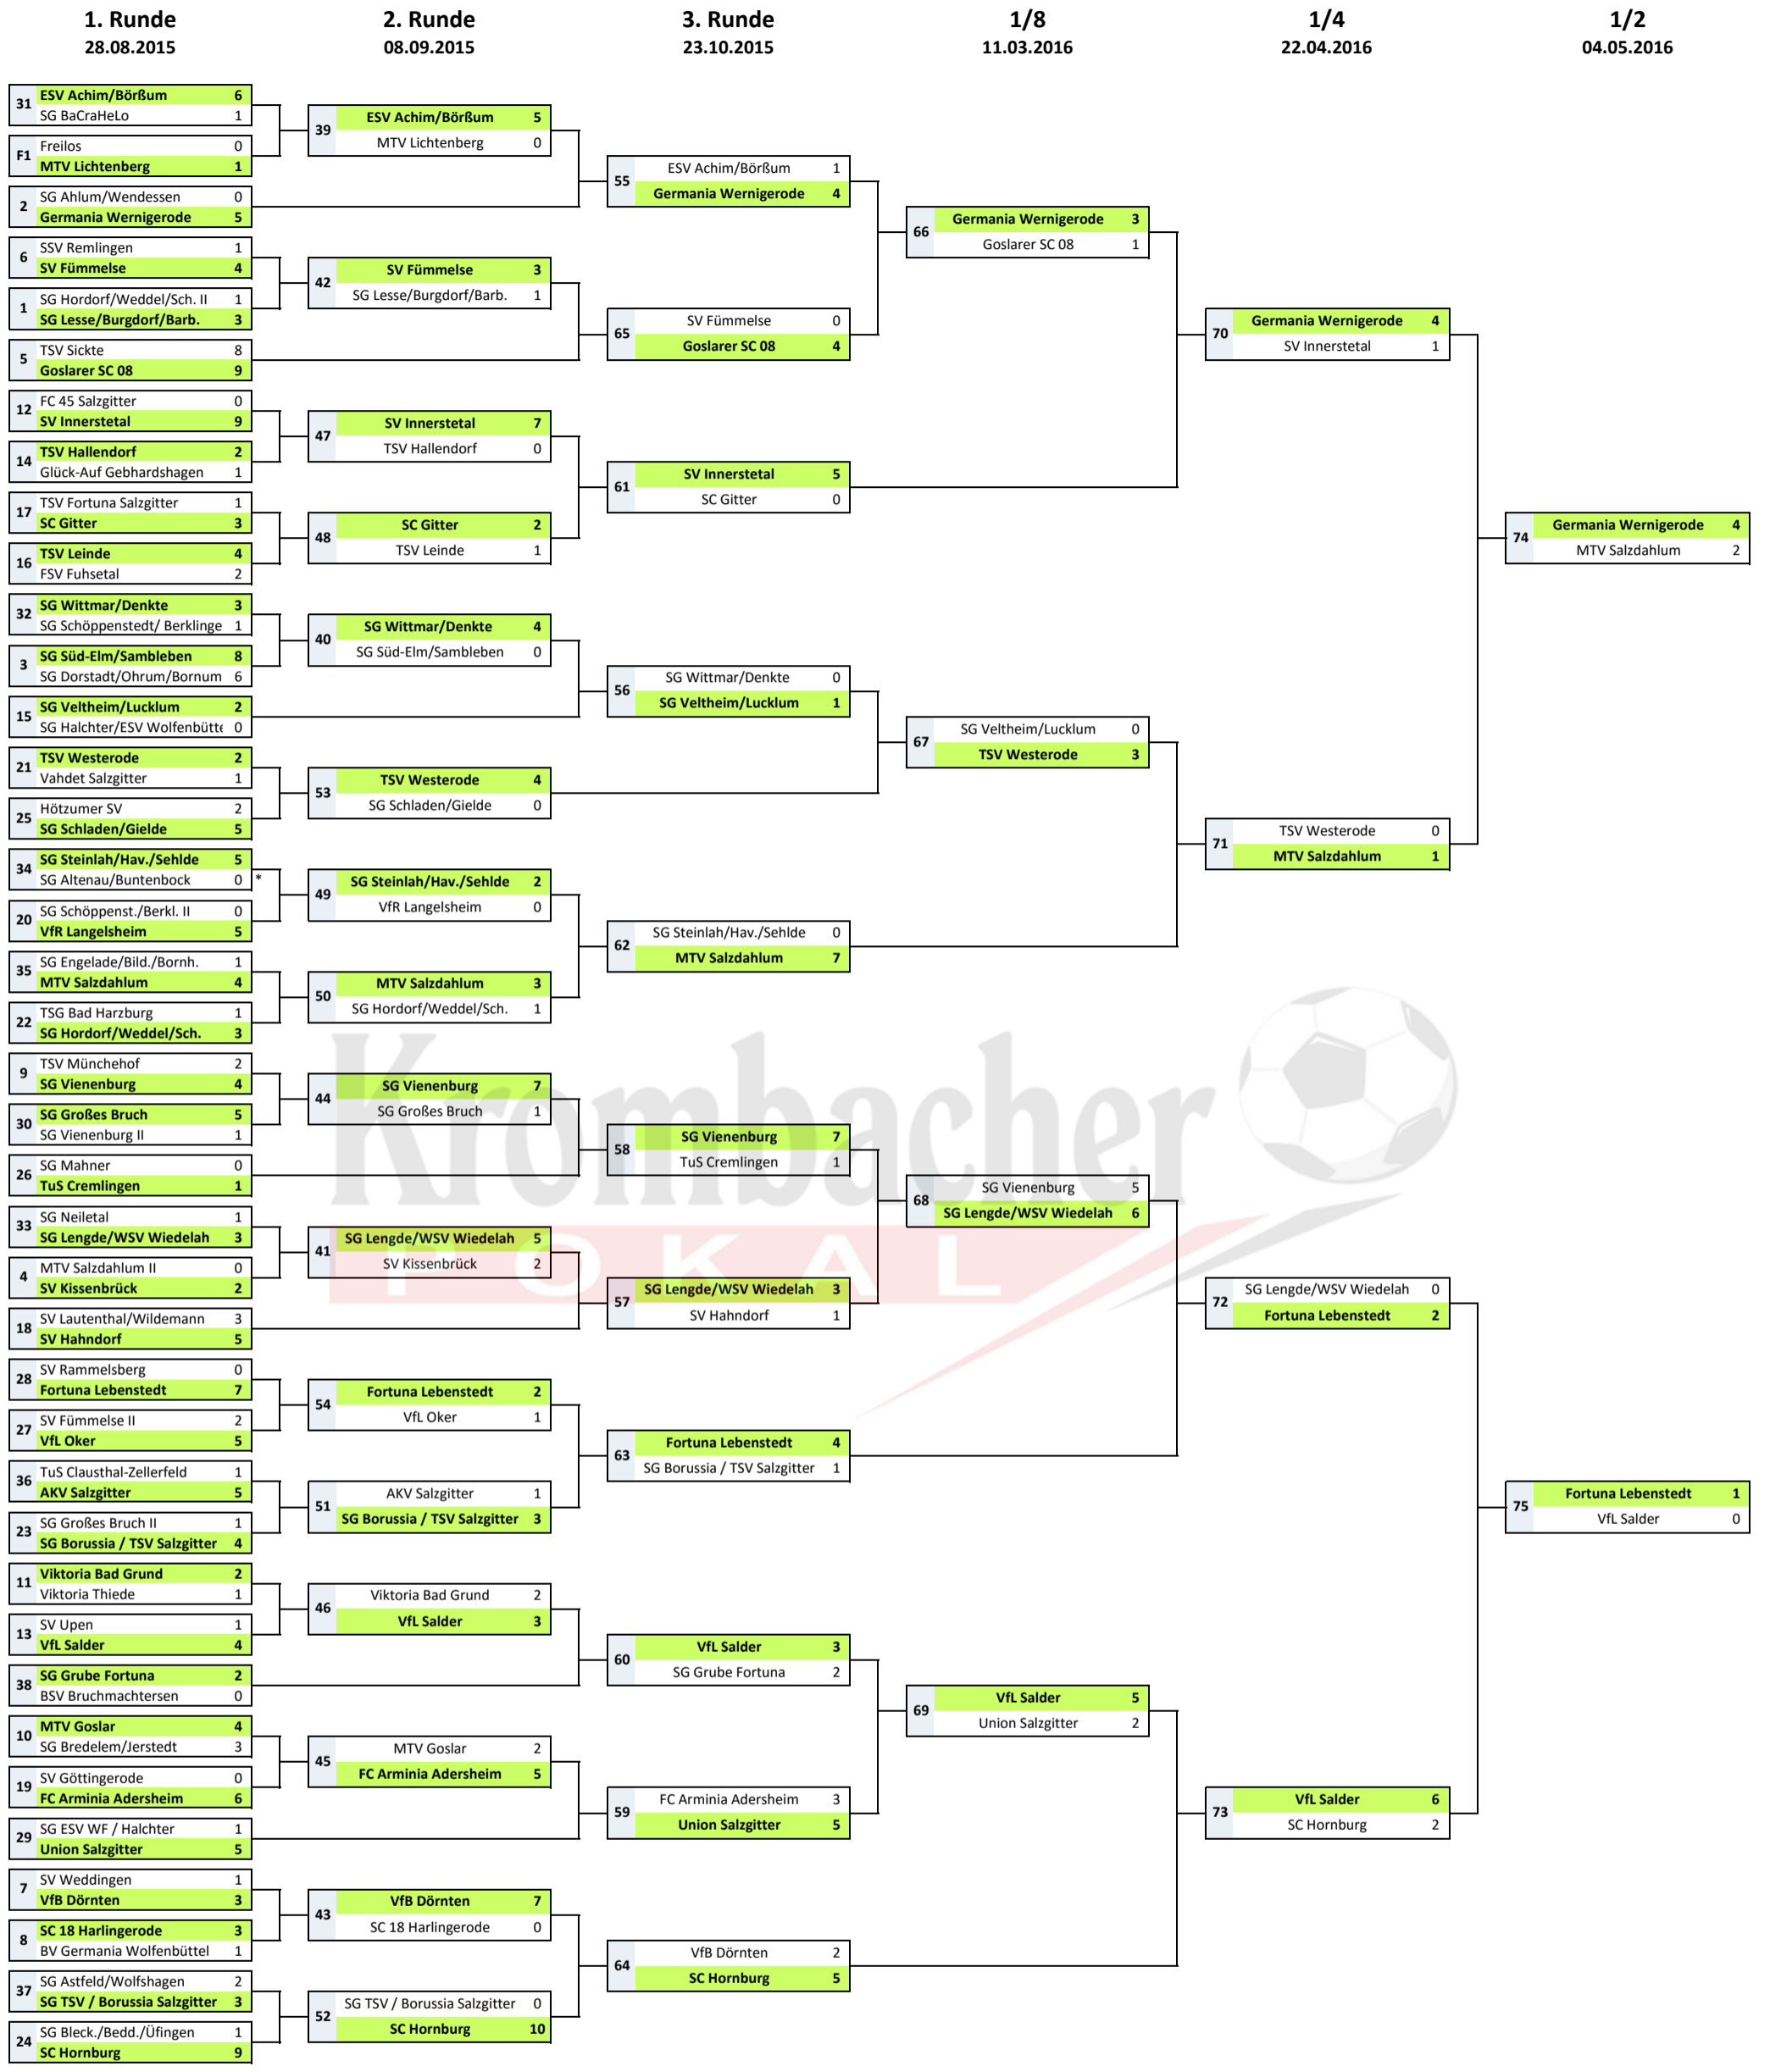 1. Runde
28.08.2015
2. Runde
08.09.2015
3. Runde
23.10.2015
1/8
11.03.2016
1/4
22.04.2016
1/2
04.05.2016
31
ESV Achim/Börßum 6
SG BaCraHeLo 1
F1
Freilos 0
MTV Lichtenberg 1
2
SG Ahlum/Wendessen 0
Germania Wernigerode 5
6
SSV Remlingen 1
SV Fümmelse 4
1
SG Hordorf/Weddel/Sch. II 1
SG Lesse/Burgdorf/Barb. 3
5
TSV Sickte 8
Goslarer SC 08 9
12
FC 45 Salzgitter 0
SV Innerstetal 9
14
TSV Hallendorf 2
Glück-Auf Gebhardshagen 1
17
TSV Fortuna Salzgitter 1
SC Gitter 3
16
TSV Leinde 4
FSV Fuhsetal 2
32
SG Wittmar/Denkte 3
SG Schöppenstedt/ Berklinge 1
3
SG Süd-Elm/Sambleben 8
SG Dorstadt/Ohrum/Bornum 6
15
SG Veltheim/Lucklum 2
SG Halchter/ESV Wolfenbütte 0
21
TSV Westerode 2
Vahdet Salzgitter 1
25
Hötzumer SV 2
SG Schladen/Gielde 5
34
SG Steinlah/Hav./Sehlde 5
SG Altenau/Buntenbock 0 *
20
SG Schöppenst./Berkl. II 0
VfR Langelsheim 5
35
SG Engelade/Bild./Bornh. 1
MTV Salzdahlum 4
22
TSG Bad Harzburg 1
SG Hordorf/Weddel/Sch. 3
9
TSV Münchehof 2
SG Vienenburg 4
30
SG Großes Bruch 5
SG Vienenburg II 1
26
SG Mahner 0
TuS Cremlingen 1
33
SG Neiletal 1
SG Lengde/WSV Wiedelah 3
4
MTV Salzdahlum II 0
SV Kissenbrück 2
18
SV Lautenthal/Wildemann 3
SV Hahndorf 5
28
SV Rammelsberg 0
Fortuna Lebenstedt 7
27
SV Fümmelse II 2
VfL Oker 5
36
TuS Clausthal-Zellerfeld 1
AKV Salzgitter 5
23
SG Großes Bruch II 1
SG Borussia / TSV Salzgitter 4
11
Viktoria Bad Grund 2
Viktoria Thiede 1
13
SV Upen 1
VfL Salder 4
38
SG Grube Fortuna 2
BSV Bruchmachtersen 0
10
MTV Goslar 4
SG Bredelem/Jerstedt 3
19
SV Göttingerode 0
FC Arminia Adersheim 6
29
SG ESV WF / Halchter 1
Union Salzgitter 5
7
SV Weddingen 1
VfB Dörnten 3
8
SC 18 Harlingerode 3
BV Germania Wolfenbüttel 1
37
SG Astfeld/Wolfshagen 2
SG TSV / Borussia Salzgitter 3
24
SG Bleck./Bedd./Üfingen 1
SC Hornburg 9
39
ESV Achim/Börßum 5
MTV Lichtenberg 0
42
SV Fümmelse 3
SG Lesse/Burgdorf/Barb. 1
47
SV Innerstetal 7
TSV Hallendorf 0
48
SC Gitter 2
TSV Leinde 1
40
SG Wittmar/Denkte 4
SG Süd-Elm/Sambleben 0
53
TSV Westerode 4
SG Schladen/Gielde 0
49
SG Steinlah/Hav./Sehlde 2
VfR Langelsheim 0
50
MTV Salzdahlum 3
SG Hordorf/Weddel/Sch. 1
44
SG Vienenburg 7
SG Großes Bruch 1
41
SG Lengde/WSV Wiedelah 5
SV Kissenbrück 2
54
Fortuna Lebenstedt 2
VfL Oker 1
51
AKV Salzgitter 1
SG Borussia / TSV Salzgitter 3
46
Viktoria Bad Grund 2
VfL Salder 3
45
MTV Goslar 2
FC Arminia Adersheim 5
43
VfB Dörnten 7
SC 18 Harlingerode 0
52
SG TSV / Borussia Salzgitter 0
SC Hornburg 10
55
ESV Achim/Börßum 1
Germania Wernigerode 4
65
SV Fümmelse 0
Goslarer SC 08 4
61
SV Innerstetal 5
SC Gitter 0
56
SG Wittmar/Denkte 0
SG Veltheim/Lucklum 1
62
SG Steinlah/Hav./Sehlde 0
MTV Salzdahlum 7
58
SG Vienenburg 7
TuS Cremlingen 1
57
SG Lengde/WSV Wiedelah 3
SV Hahndorf 1
63
Fortuna Lebenstedt 4
SG Borussia / TSV Salzgitter 1
60
VfL Salder 3
SG Grube Fortuna 2
59
FC Arminia Adersheim 3
Union Salzgitter 5
64
VfB Dörnten 2
SC Hornburg 5
66
Germania Wernigerode 3
Goslarer SC 08 1
67
SG Veltheim/Lucklum 0
TSV Westerode 3
68
SG Vienenburg 5
SG Lengde/WSV Wiedelah 6
69
VfL Salder 5
Union Salzgitter 2
70
Germania Wernigerode 4
SV Innerstetal 1
71
TSV Westerode 0
MTV Salzdahlum 1
72
SG Lengde/WSV Wiedelah 0
Fortuna Lebenstedt 2
73
VfL Salder 6
SC Hornburg 2
74
Germania Wernigerode 4
MTV Salzdahlum 2
75
Fortuna Lebenstedt 1
VfL Salder 0
Krombacher
POKAL